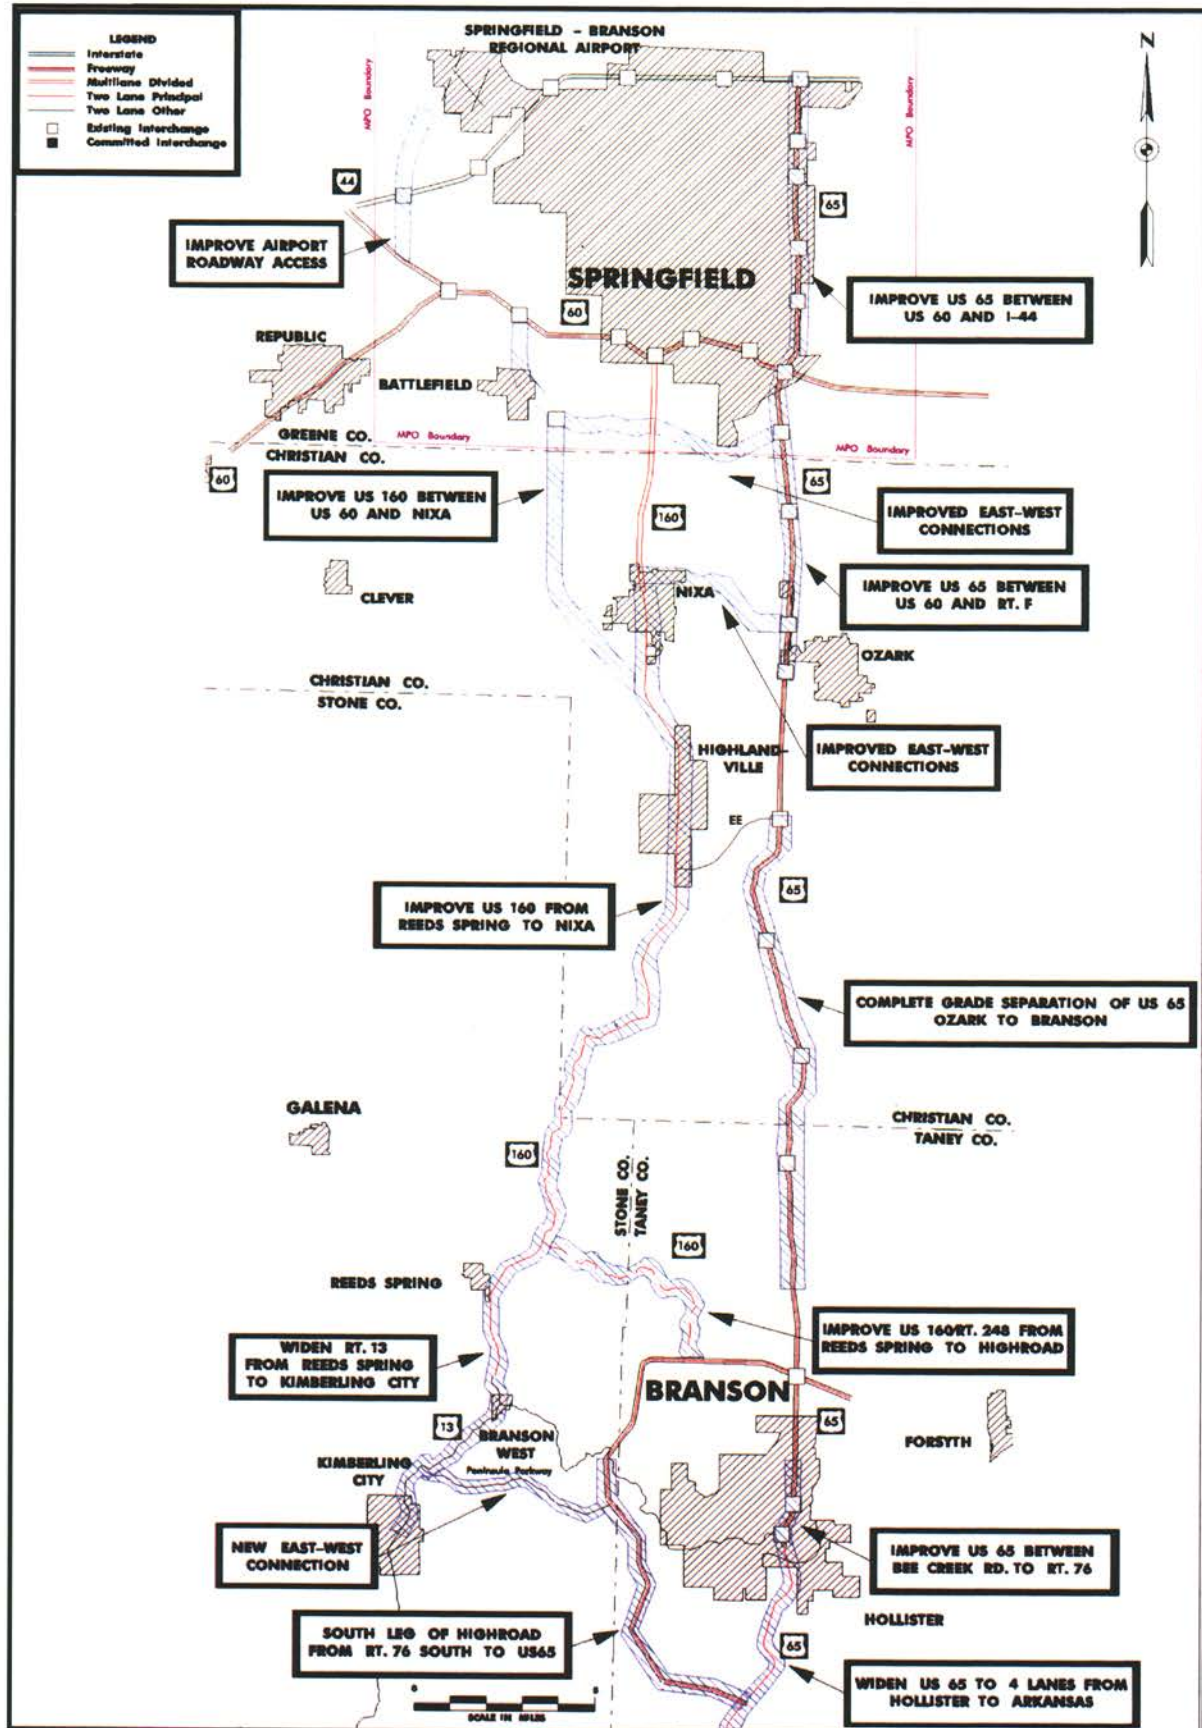 LEGEND
Interstate
Freeway
Multilane Divided
Two Lane Principal
Two Lane Other
Existing Interchange
Committed Interchange
SPRINGFIELD - BRANSON
REGIONAL AIRPORT
N
MPO Boundary
MPO Boundary
44
65
IMPROVE AIRPORT
ROADWAY ACCESS
SPRINGFIELD
IMPROVE US 65 BETWEEN
US 60 AND I-44
60
REPUBLIC
BATTLEFIELD
GREENE CO.
MPO Boundary
MPO Boundary
CHRISTIAN CO.
60
65
IMPROVE US 160 BETWEEN
US 60 AND NIXA
160
IMPROVED EAST-WEST
CONNECTIONS
CLEVER
NIXA
IMPROVE US 65 BETWEEN
US 60 AND RT. F
OZARK
CHRISTIAN CO.
STONE CO.
HIGHLAND-
VILLE
IMPROVED EAST-WEST
CONNECTIONS
EE
65
IMPROVE US 160 FROM
REEDS SPRING TO NIXA
COMPLETE GRADE SEPARATION OF US 65
OZARK TO BRANSON
GALENA
CHRISTIAN CO.
TANEY CO.
160
STONE CO.
TANEY CO.
160
REEDS SPRING
IMPROVE US 160/RT. 248 FROM
REEDS SPRING TO HIGHROAD
WIDEN RT. 13
FROM REEDS SPRING
TO KIMBERLING CITY
BRANSON
13
65
BRANSON
WEST
Peninsula Parkway
FORSYTH
KIMBERLING
CITY
NEW EAST-WEST
CONNECTION
IMPROVE US 65 BETWEEN
BEE CREEK RD. TO RT. 76
HOLLISTER
SOUTH LEG OF HIGHROAD
FROM RT. 76 SOUTH TO US65
65
WIDEN US 65 TO 4 LANES FROM
HOLLISTER TO ARKANSAS
SCALE IN MILES